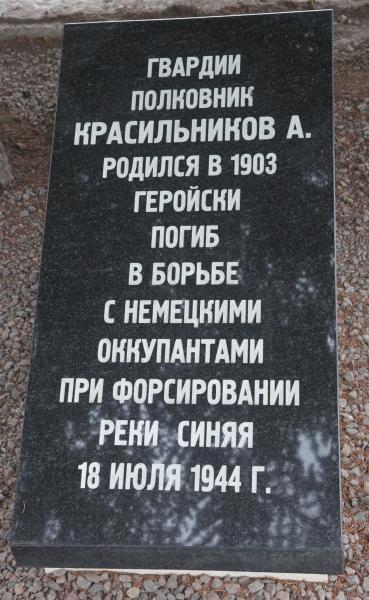 ГВАРДИИ
ПОЛКОВНИК
КРАСИЛЬНИКОВ А.
РОДИЛСЯ В 1903
ГЕРОЙСКИ
ПОГИБ
В БОРЬБЕ
С НЕМЕЦКИМИ
ОККУПАНТАМИ
ПРИ ФОРСИРОВАНИИ
РЕКИ СИНЯЯ
18 ИЮЛЯ 1944 Г.